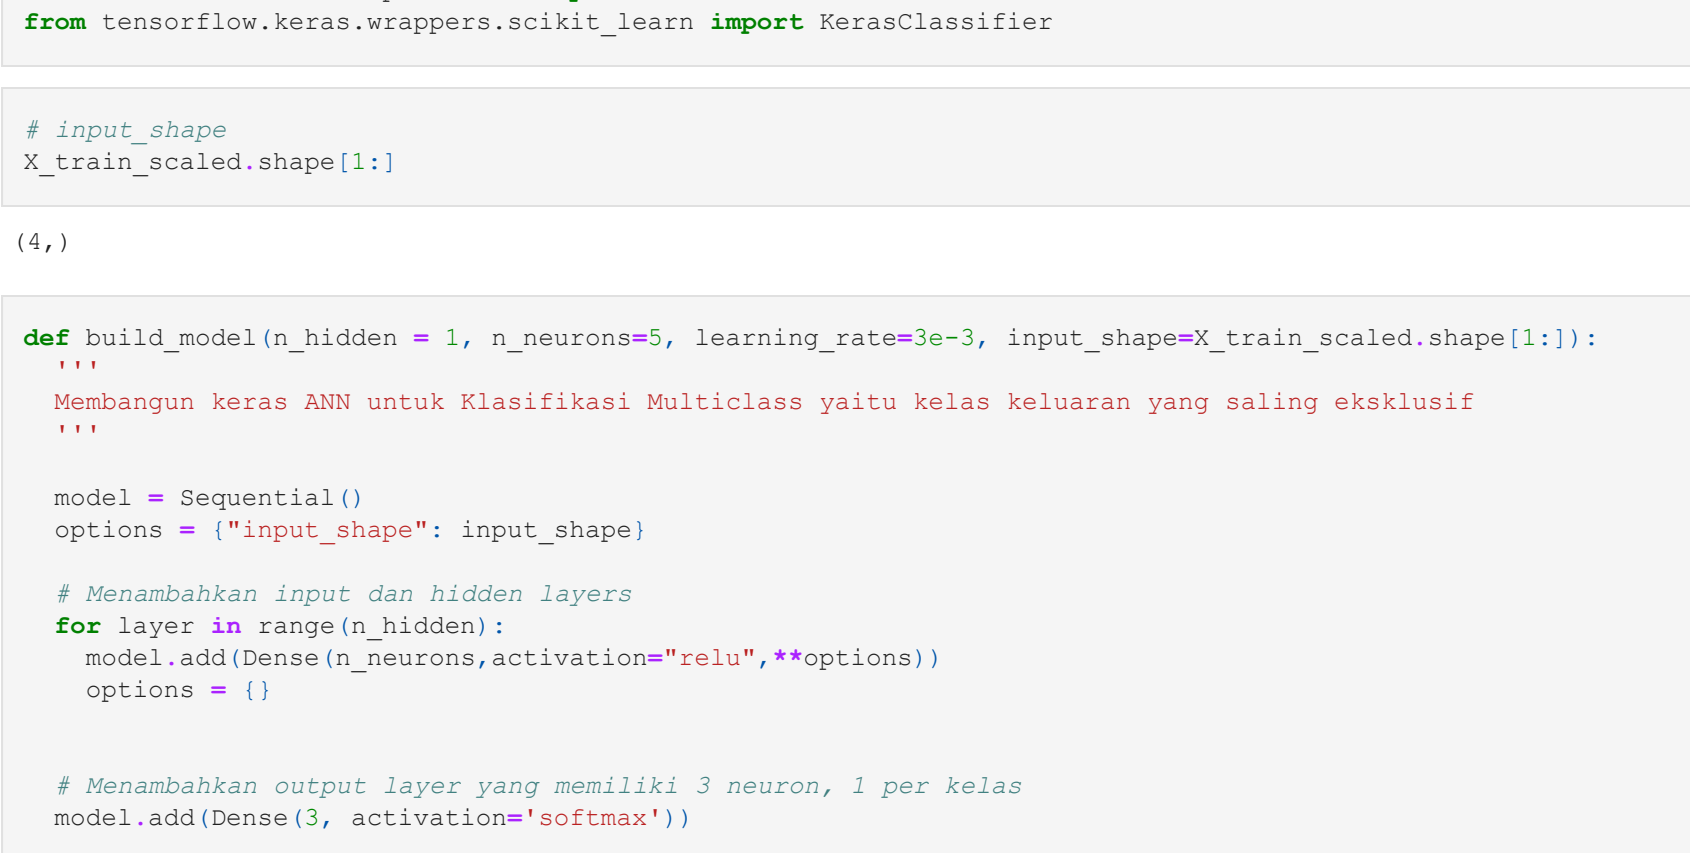 from tensorflow.keras.wrappers.scikit_learn import KerasClassifier
# input_shape
X_train_scaled.shape[1:]
(4,)
def build_model(n_hidden = 1, n_neurons=5, learning_rate=3e-3, input_shape=X_train_scaled.shape[1:]):
  '''
  Membangun keras ANN untuk Klasifikasi Multiclass yaitu kelas keluaran yang saling eksklusif
  '''
  model = Sequential()
  options = {"input_shape": input_shape}
  # Menambahkan input dan hidden layers
  for layer in range(n_hidden):
    model.add(Dense(n_neurons,activation="relu",**options))
    options = {}
  # Menambahkan output layer yang memiliki 3 neuron, 1 per kelas
  model.add(Dense(3, activation='softmax'))